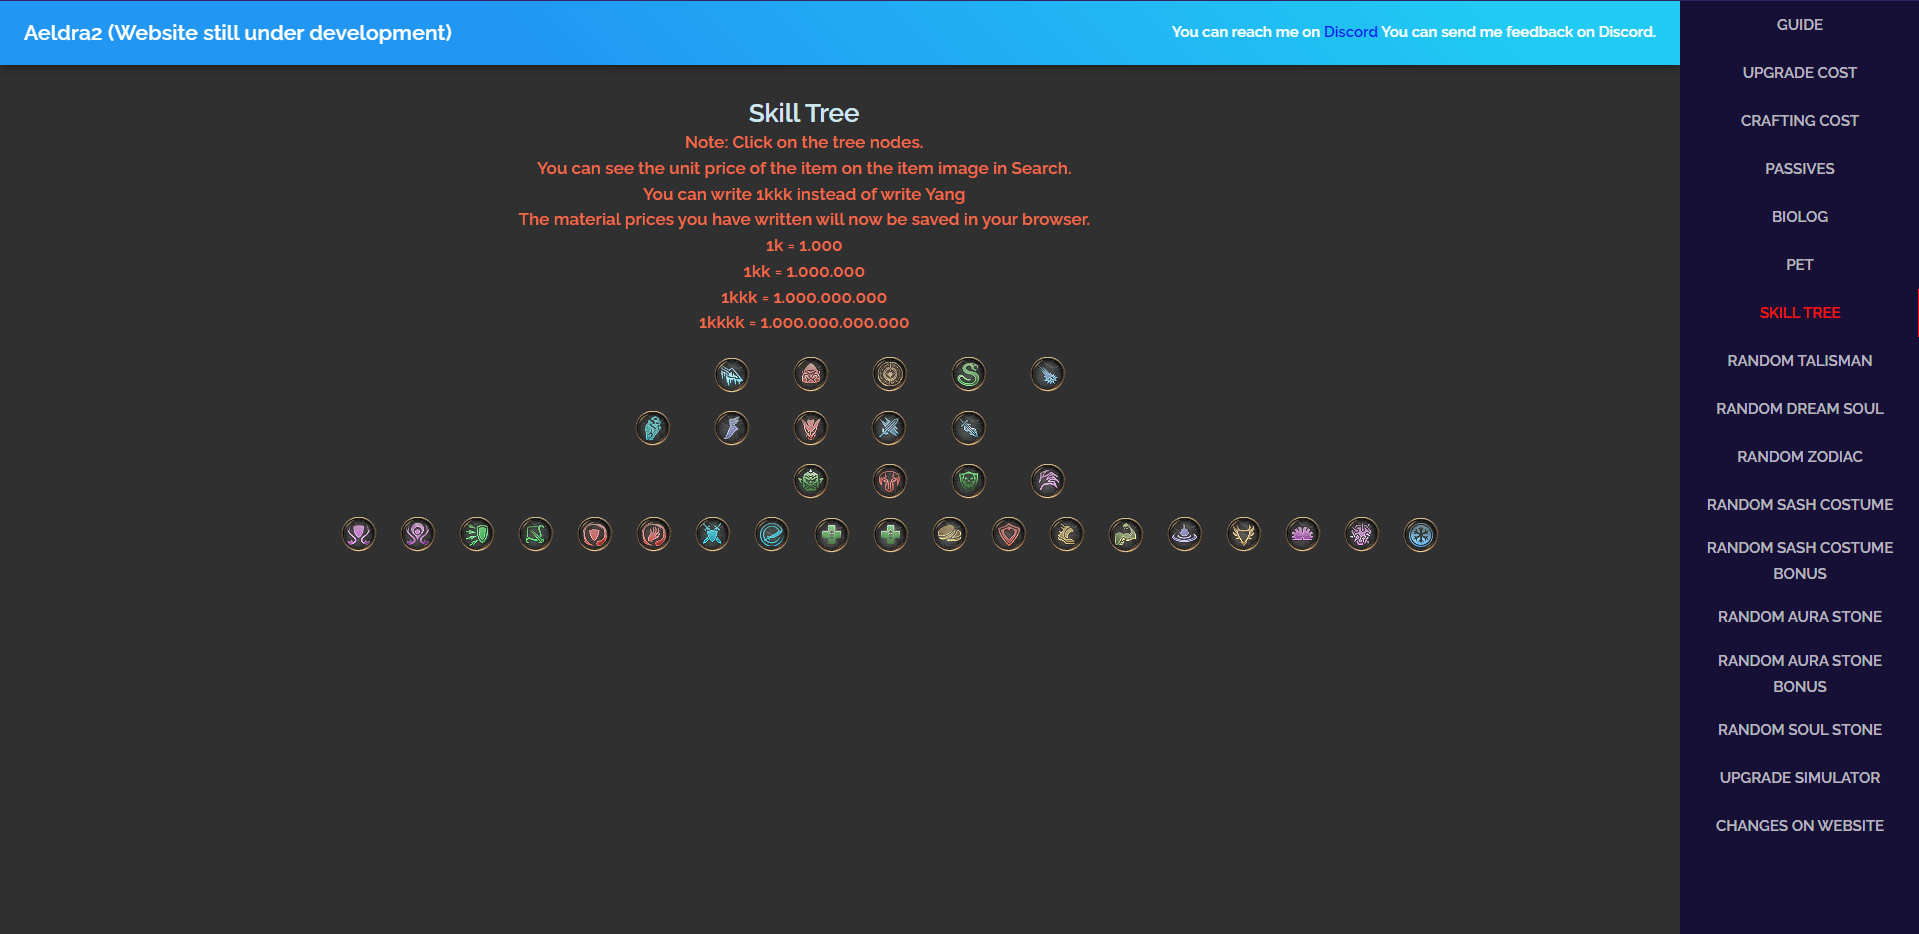 Aeldra2 (Website still under development)
You can reach me on Discord You can send me feedback on Discord.
Skill Tree
Note: Click on the tree nodes.
You can see the unit price of the item on the item image in Search.
You can write 1kkk instead of write Yang
The material prices you have written will now be saved in your browser.
1k = 1.000
1kk = 1.000.000
1kkk = 1.000.000.000
1kkkk = 1.000.000.000.000
GUIDE
UPGRADE COST
CRAFTING COST
PASSIVES
BIOLOG
PET
SKILL TREE
RANDOM TALISMAN
RANDOM DREAM SOUL
RANDOM ZODIAC
RANDOM SASH COSTUME
RANDOM SASH COSTUME
BONUS
RANDOM AURA STONE
RANDOM AURA STONE
BONUS
RANDOM SOUL STONE
UPGRADE SIMULATOR
CHANGES ON WEBSITE